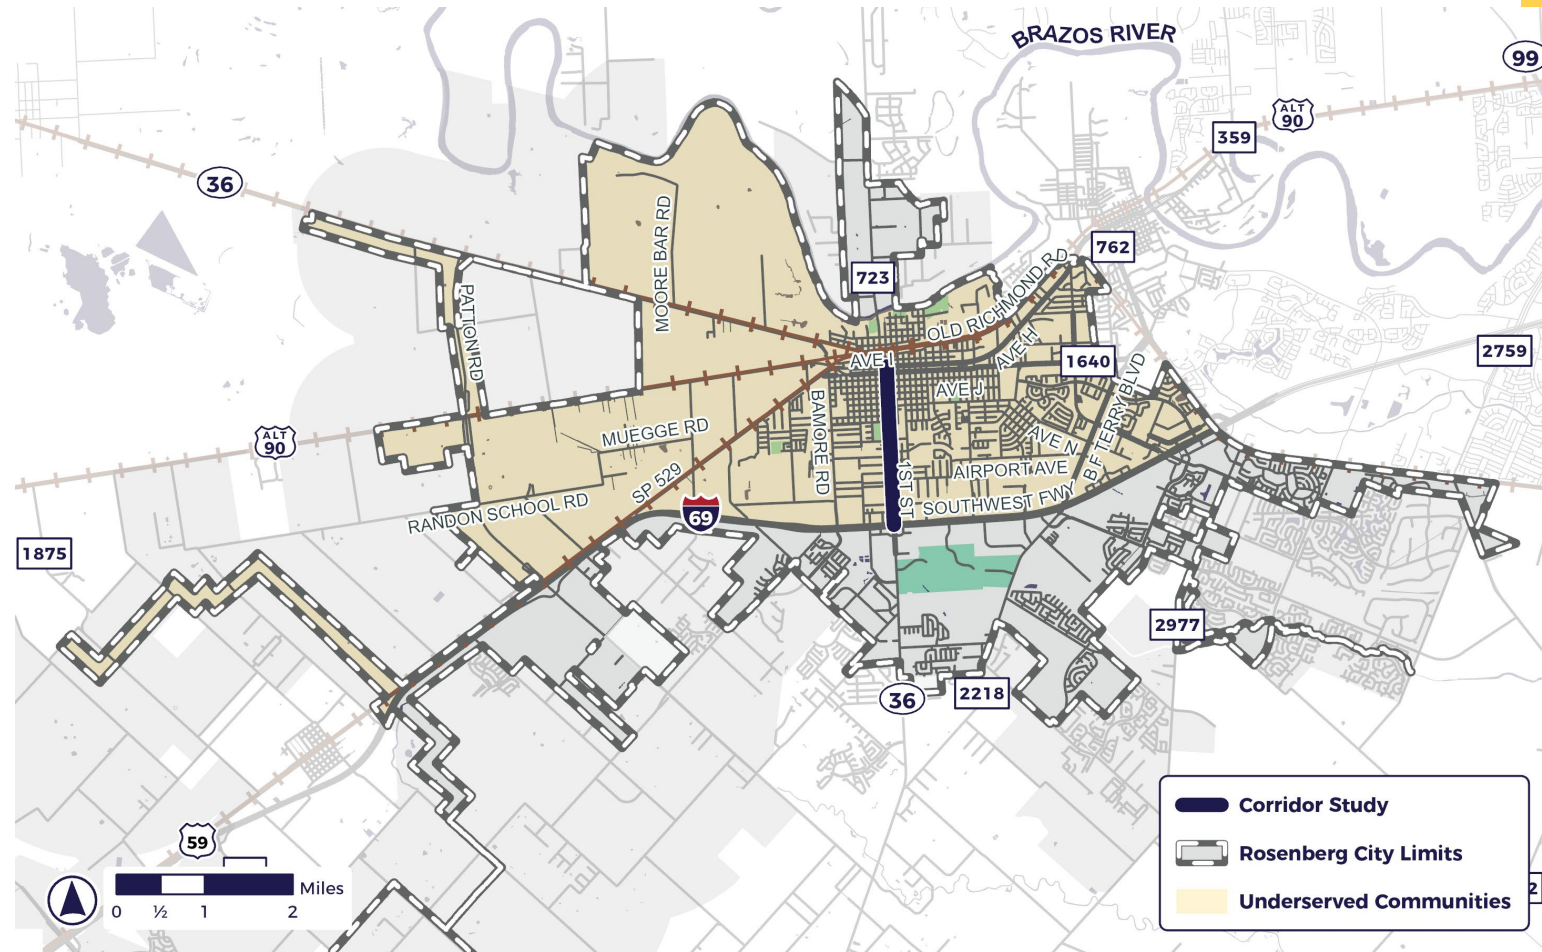 BRAZOS RIVER
99
ALT
90
359
36
762
723
MOORE BAR RD
OLD RICHMOND RD
PATTON RD
AVE H
AVE I
1640
2759
AVE J
BAMORE RD
B F TERRY BLVD
MUEGGE RD
AVE N
ALT
90
AIRPORT AVE
1ST ST
SP 529
SOUTHWEST FWY
RANDON SCHOOL RD
69
1875
2977
36
2218
Corridor Study
59
Rosenberg City Limits
Miles
0 ½ 1 2
Underserved Communities
2